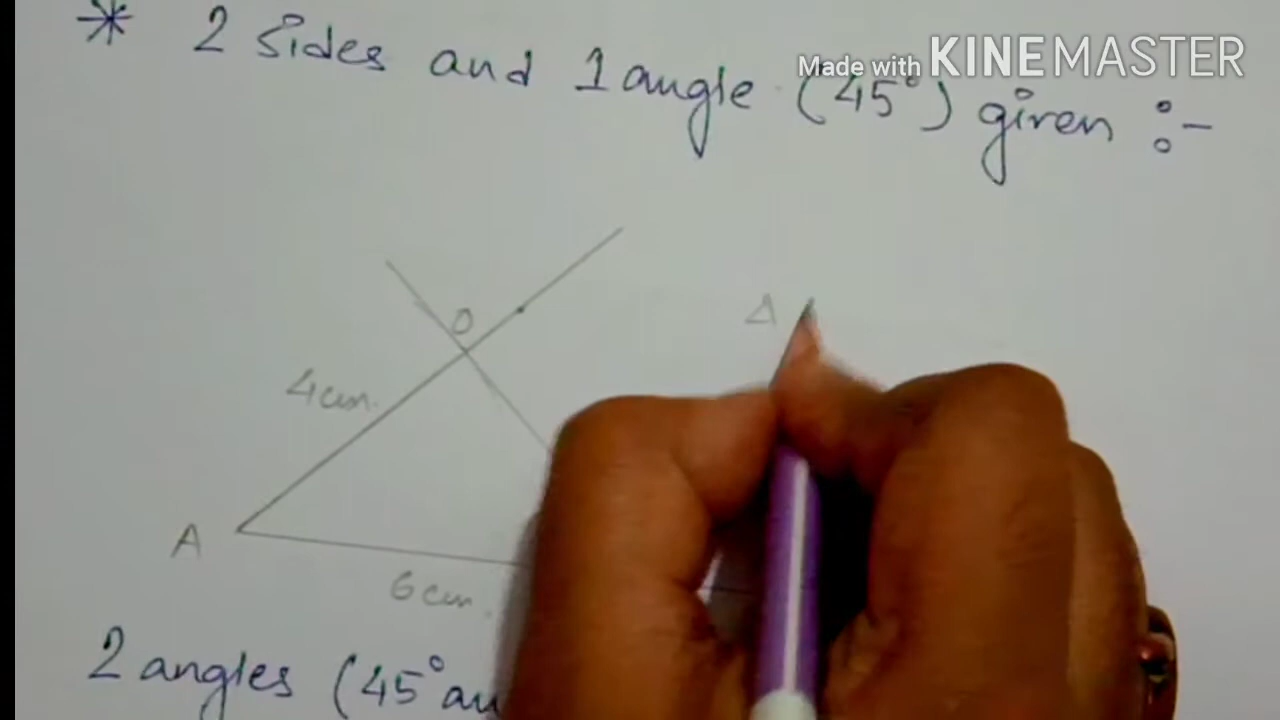 * 2 Sides and 1 angle (45°) given :-
Made with KINEMASTER
O
Δ
4cm.
A
6cm.
2 angles (45° an